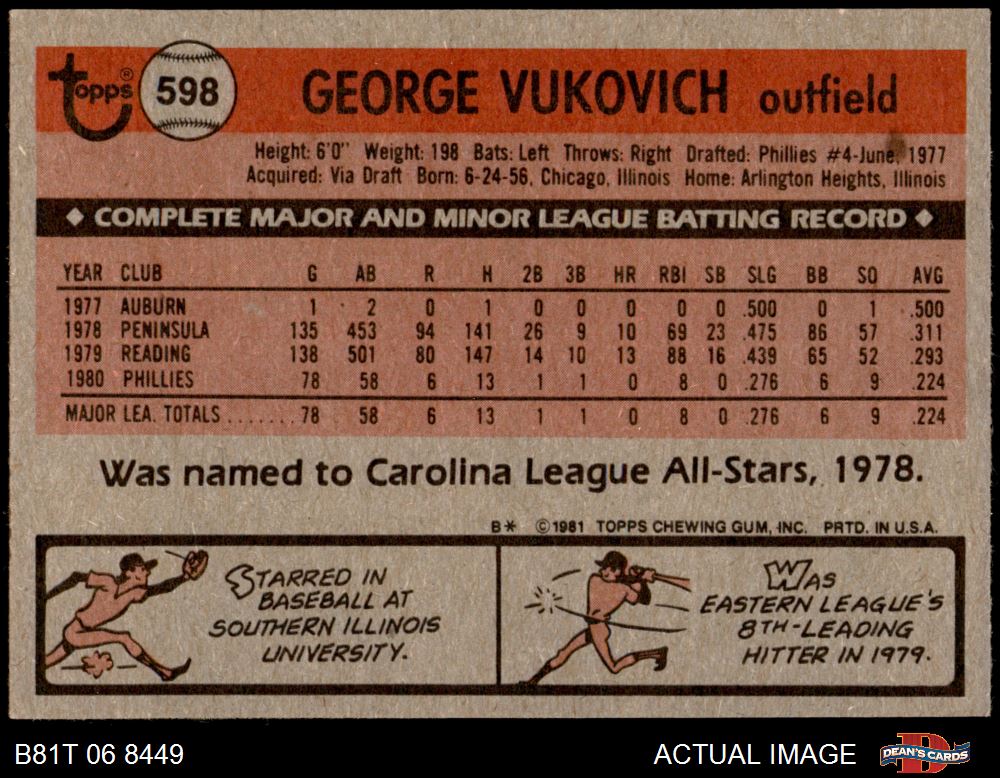 topps® 598 GEORGE VUKOVICH outfield
Height: 6'0" Weight: 198 Bats: Left Throws: Right Drafted: Phillies #4-June, 1977
Acquired: Via Draft Born: 6-24-56, Chicago, Illinois Home: Arlington Heights, Illinois
◆ COMPLETE MAJOR AND MINOR LEAGUE BATTING RECORD ◆
YEAR CLUB G AB R H 2B 3B HR RBI SB SLG BB SO AVG
1977 AUBURN 1 2 0 1 0 0 0 0 0 .500 0 1 .500
1978 PENINSULA 135 453 94 141 26 9 10 69 23 .475 86 57 .311
1979 READING 138 501 80 147 14 10 13 88 16 .439 65 52 .293
1980 PHILLIES 78 58 6 13 1 1 0 8 0 .276 6 9 .224
MAJOR LEA. TOTALS ....... 78 58 6 13 1 1 0 8 0 .276 6 9 .224
Was named to Carolina League All-Stars, 1978.
B* ©1981 TOPPS CHEWING GUM, INC. PRTD. IN U.S.A.
STARRED IN
BASEBALL AT
SOUTHERN ILLINOIS
UNIVERSITY.
WAS
EASTERN LEAGUE'S
8TH-LEADING
HITTER IN 1979.
B81T 06 8449 ACTUAL IMAGE DEAN'S CARDS